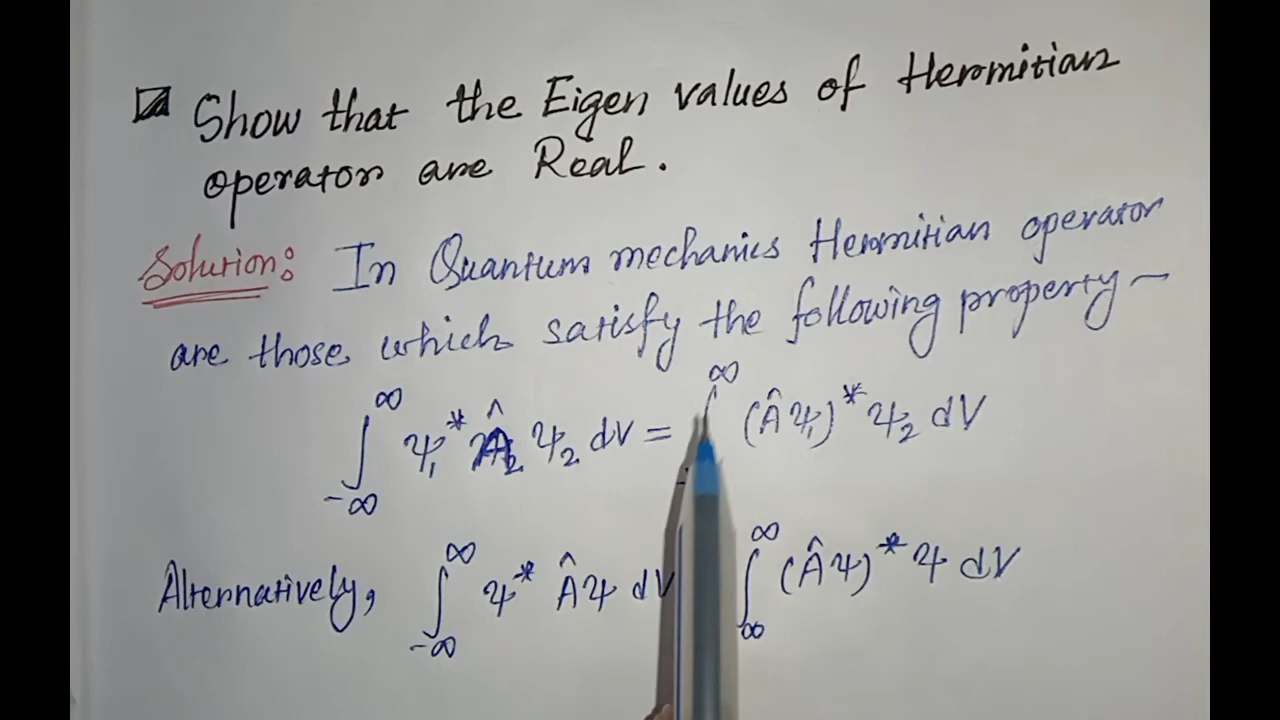 Show that the Eigen values of Hermitian
operator are Real.
Solution: In Quantum mechanics Hermitian operator
are those which satisfy the following property –
∫_{-∞}^{∞} ψ₁* Â₂ ψ₂ dV = ∫^{∞} (Âψ₁)* ψ₂ dV
Alternatively, ∫_{-∞}^{∞} ψ* Âψ dV ∫_{∞}^{∞} (Âψ)* ψ dV